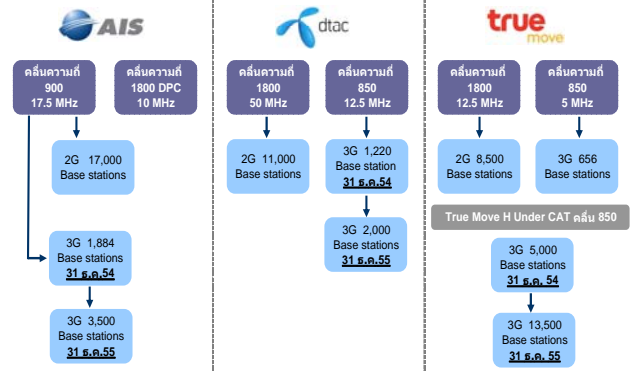 AIS
คลื่นความถี่
900
17.5 MHz
คลื่นความถี่
1800 DPC
10 MHz
2G 17,000
Base stations
3G 1,884
Base stations
31 ธ.ค.54
3G 3,500
Base stations
31 ธ.ค.55
dtac
คลื่นความถี่
1800
50 MHz
คลื่นความถี่
850
12.5 MHz
2G 11,000
Base stations
3G 1,220
Base station
31 ธ.ค.54
3G 2,000
Base stations
31 ธ.ค.55
true
move
คลื่นความถี่
1800
12.5 MHz
คลื่นความถี่
850
5 MHz
2G 8,500
Base stations
3G 656
Base stations
True Move H Under CAT คลื่น 850
3G 5,000
Base stations
31 ธ.ค. 54
3G 13,500
Base stations
31 ธ.ค. 55